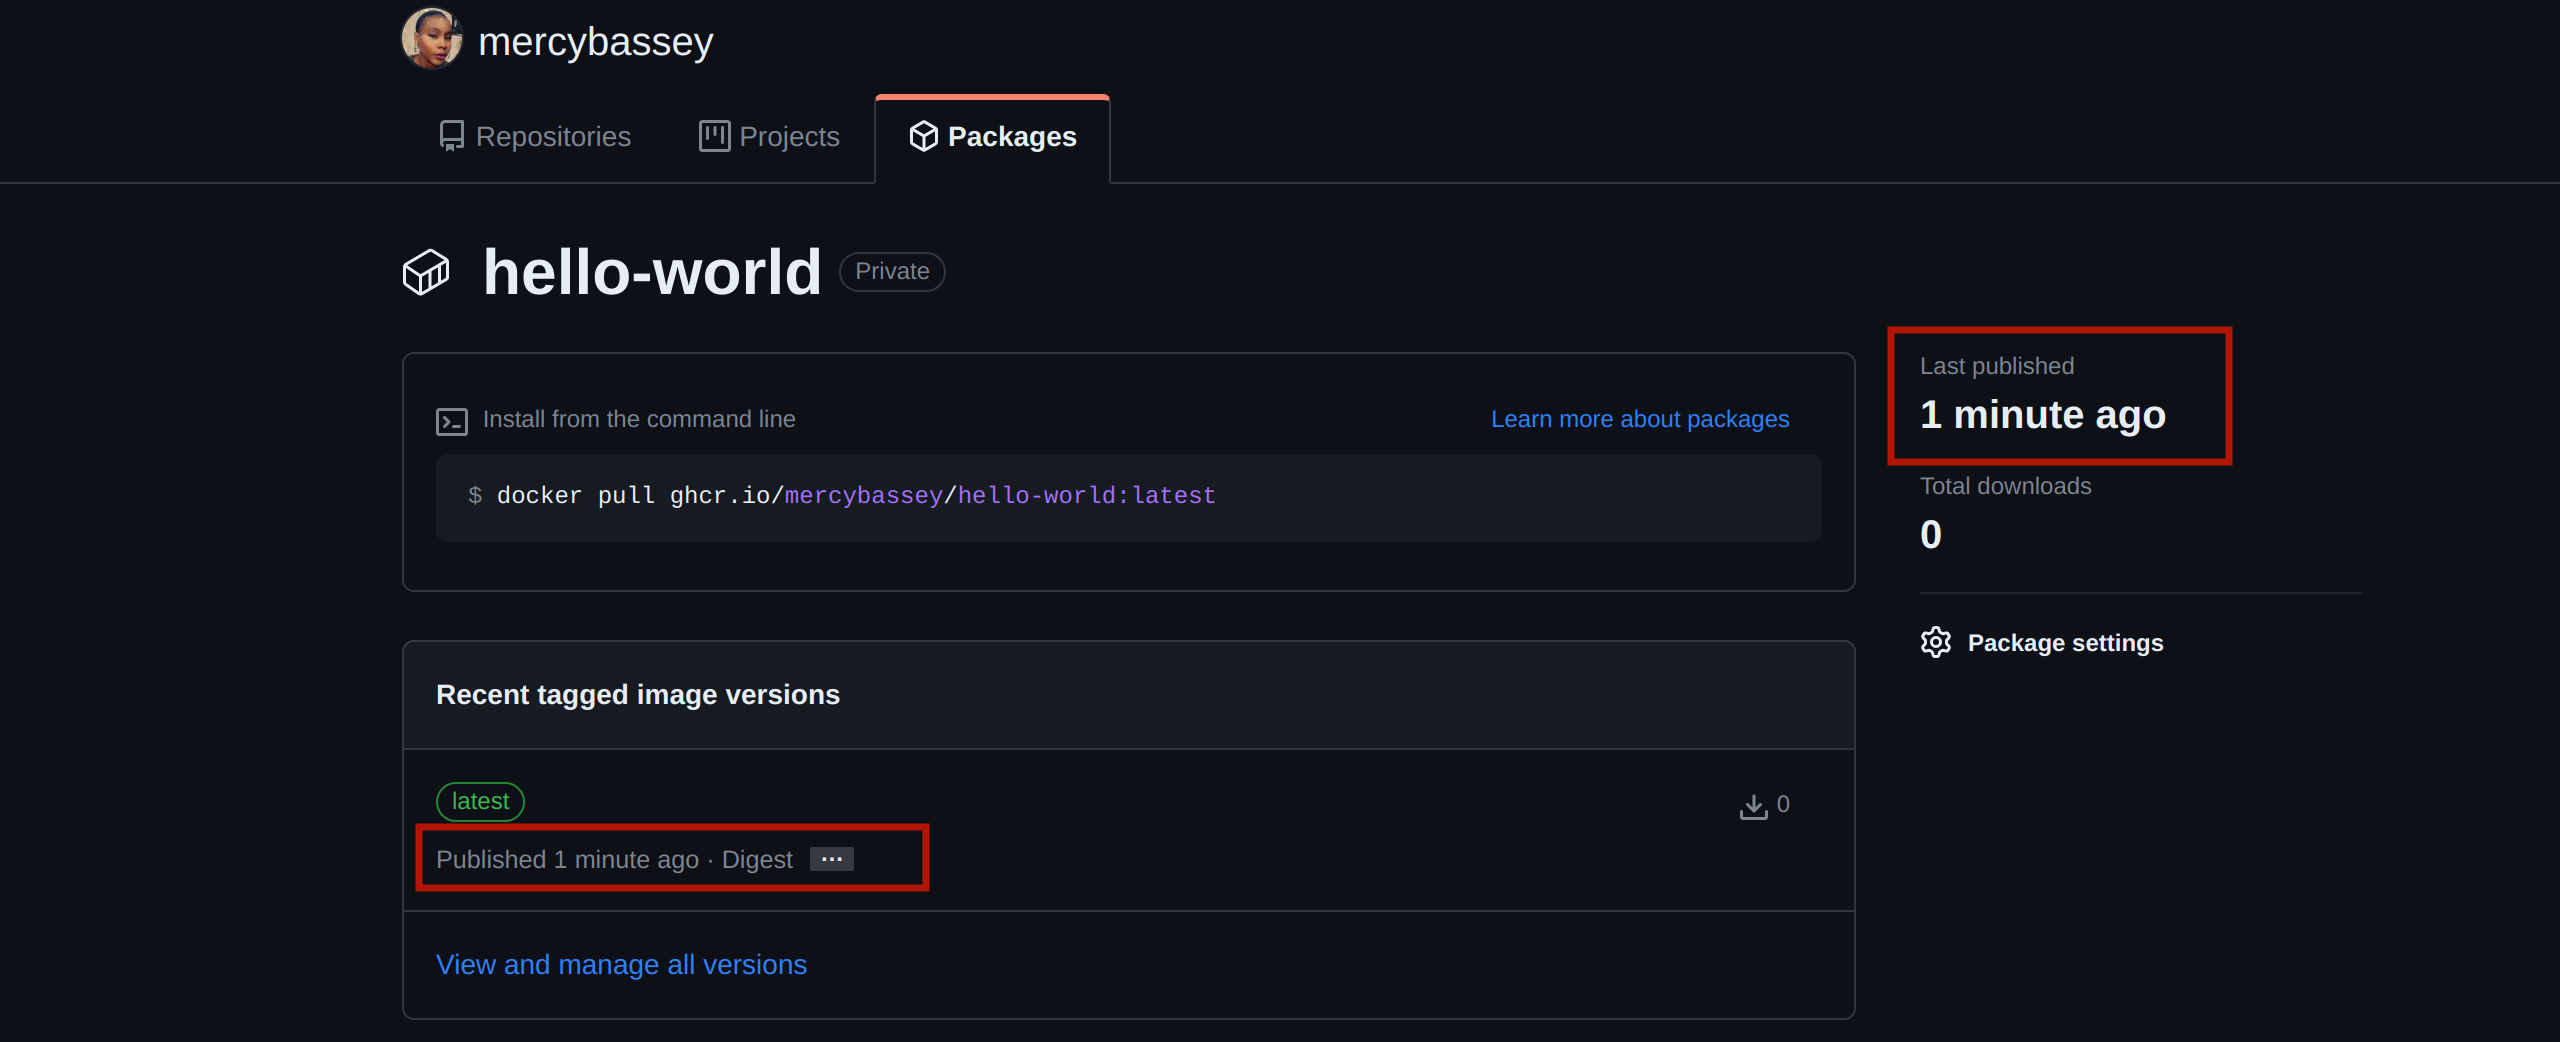 mercybassey
Repositories Projects Packages
hello-world Private
Install from the command line Learn more about packages
$ docker pull ghcr.io/mercybassey/hello-world:latest
Last published
1 minute ago
Total downloads
0
Package settings
Recent tagged image versions
latest 0
Published 1 minute ago · Digest ...
View and manage all versions